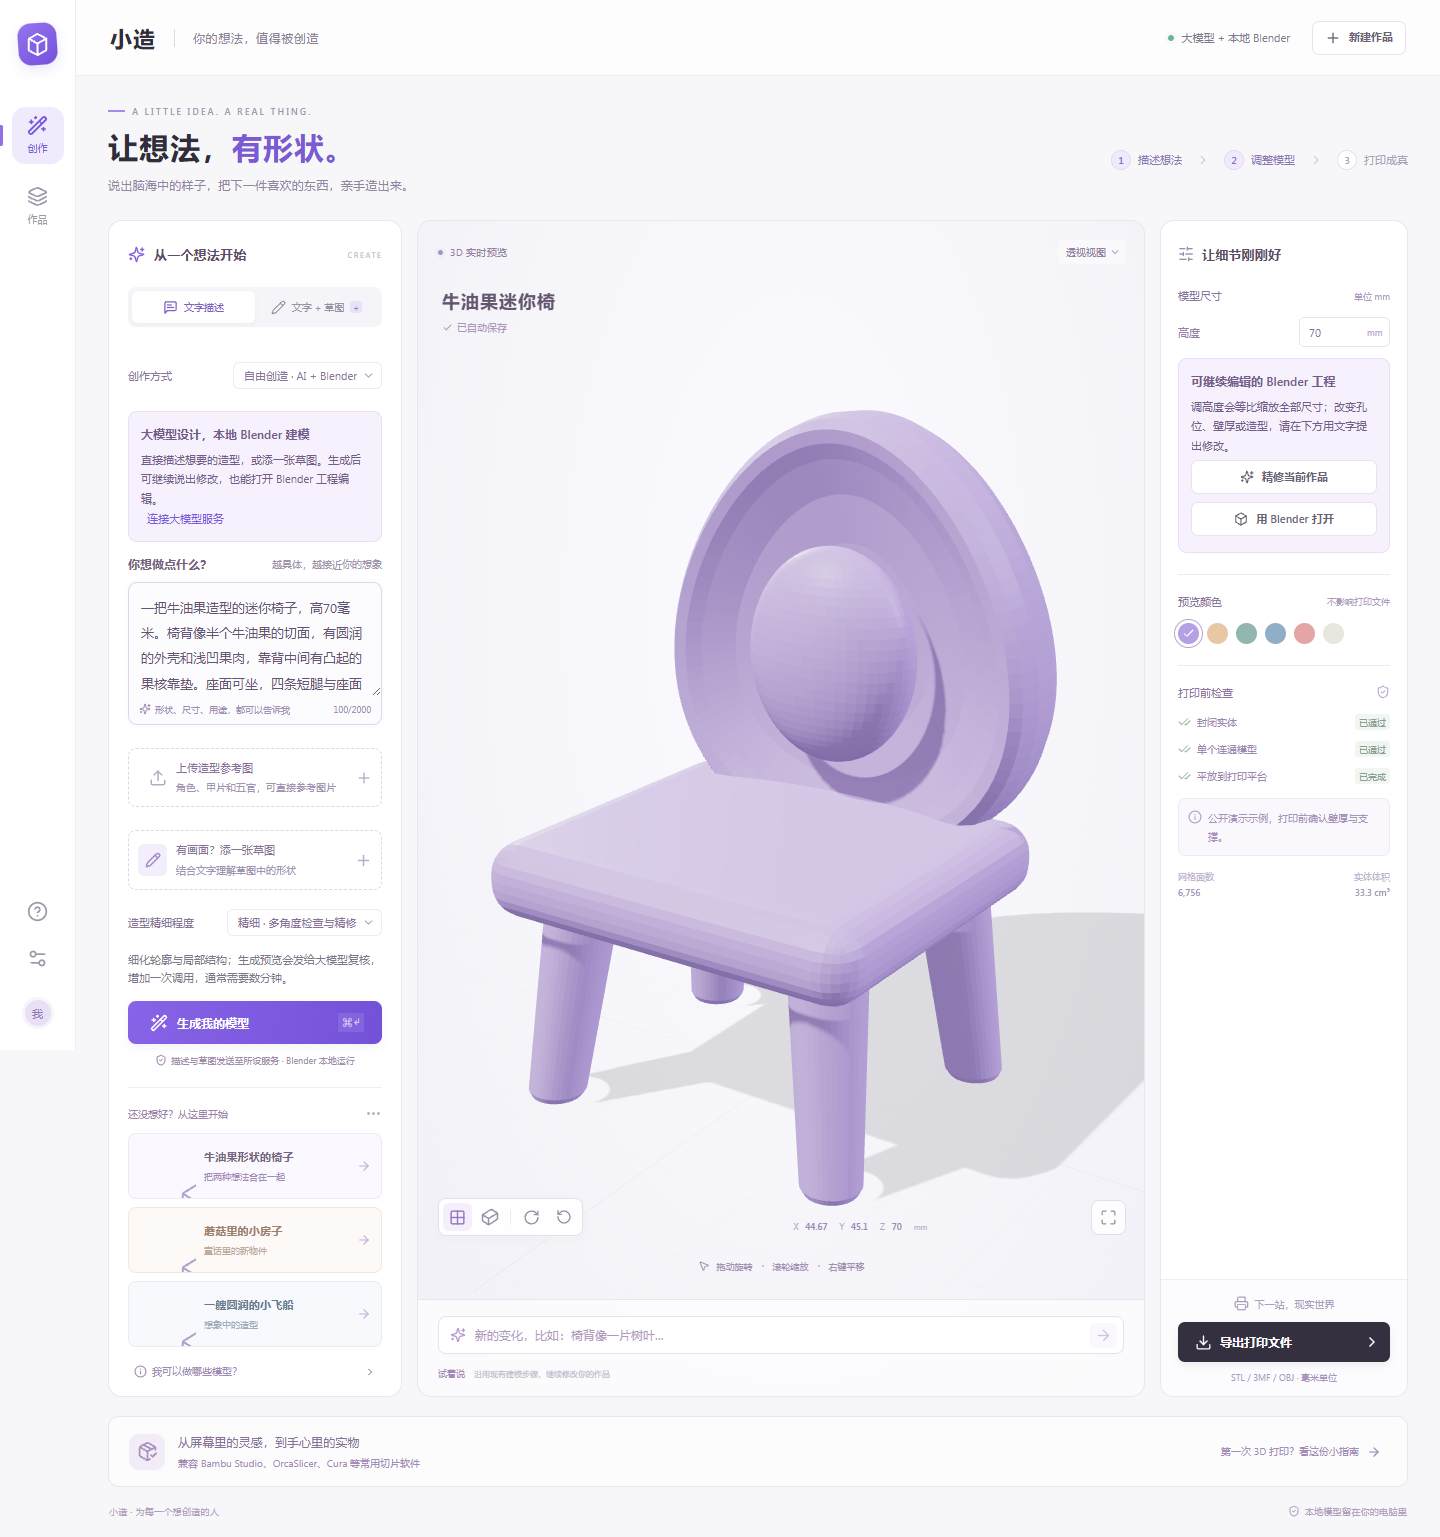 小造
你的想法，值得被创造
大模型 + 本地 Blender
新建作品
创作
作品
我
A LITTLE IDEA. A REAL THING.
让想法，有形状。
说出脑海中的样子，把下一件喜欢的东西，亲手造出来。
1 描述想法
2 调整模型
3 打印成真
从一个想法开始
CREATE
文字描述
文字 + 草图 +
创作方式
自由创造 · AI + Blender
大模型设计，本地 Blender 建模
直接描述想要的造型，或添一张草图。生成后
可继续说出修改，也能打开 Blender 工程编
辑。
连接大模型服务
你想做点什么？
越具体，越接近你的想象
一把牛油果造型的迷你椅子，高70毫
米。椅背像半个牛油果的切面，有圆润
的外壳和浅凹果肉，靠背中间有凸起的
果核靠垫。座面可坐，四条短腿与座面
形状、尺寸、用途，都可以告诉我
100/2000
上传造型参考图
角色、甲片和五官，可直接参考图片
有画面？添一张草图
结合文字理解草图中的形状
造型精细程度
精细 · 多角度检查与精修
细化轮廓与局部结构；生成预览会发给大模型复核，
增加一次调用，通常需要数分钟。
生成我的模型
⌘↵
描述与草图发送至所设服务 · Blender 本地运行
还没想好？从这里开始
牛油果形状的椅子
把两种想法合在一起
蘑菇里的小房子
童话里的新物件
一艘圆润的小飞船
想象中的造型
我可以做哪些模型？
3D 实时预览
透视视图
牛油果迷你椅
已自动保存
X 44.67 Y 45.1 Z 70 mm
拖动旋转 · 滚轮缩放 · 右键平移
新的变化，比如：椅背像一片树叶...
试着说
沿用现有建模步骤，继续修改你的作品
让细节刚刚好
模型尺寸
单位 mm
高度
70 mm
可继续编辑的 Blender 工程
调高度会等比缩放全部尺寸；改变孔
位、壁厚或造型，请在下方用文字提
出修改。
精修当前作品
用 Blender 打开
预览颜色
不影响打印文件
打印前检查
封闭实体
已通过
单个连通模型
已通过
平放到打印平台
已完成
公开演示示例，打印前确认壁厚与支
撑。
网格面数
实体体积
6,756
33.3 cm³
下一站，现实世界
导出打印文件
STL / 3MF / OBJ · 毫米单位
从屏幕里的灵感，到手心里的实物
兼容 Bambu Studio、OrcaSlicer、Cura 等常用切片软件
第一次 3D 打印？看这份小指南
小造 · 为每一个想创造的人
本地模型留在你的电脑里